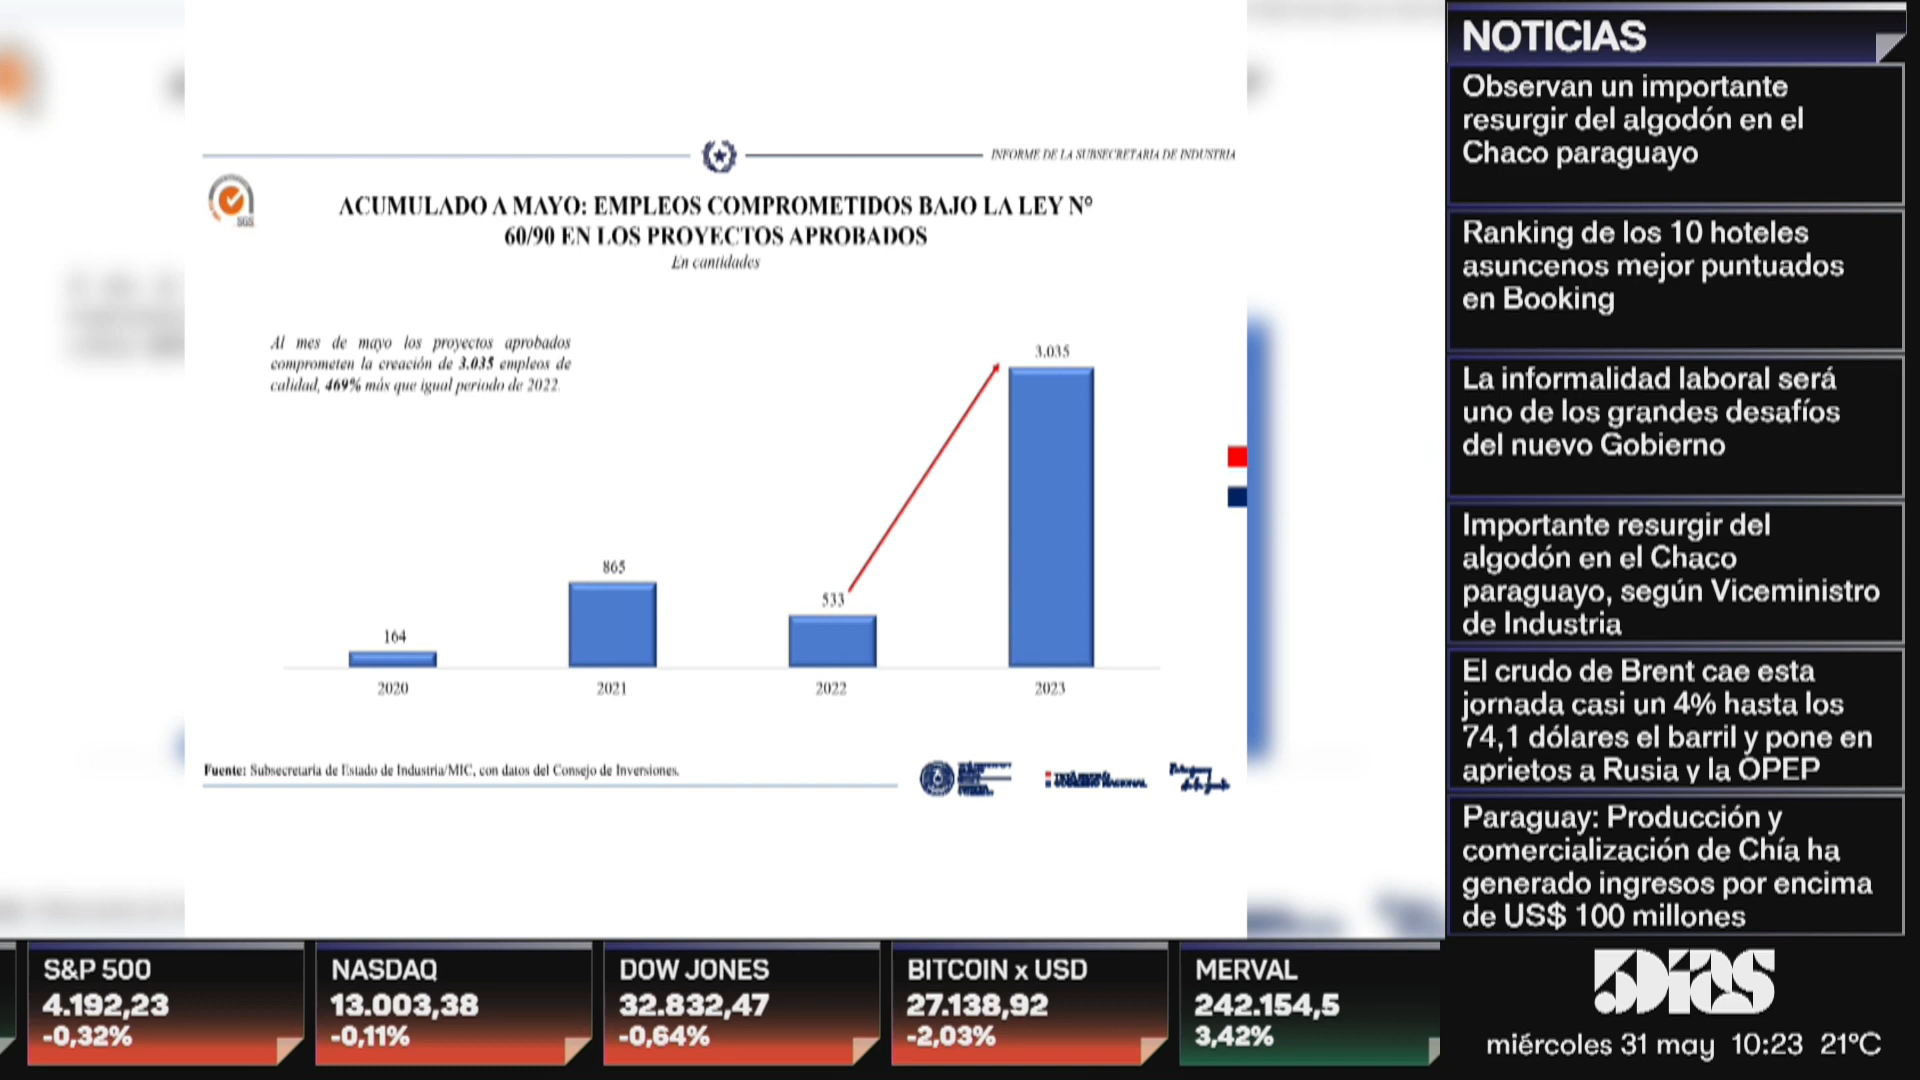 INFORME DE LA SUBSECRETARIA DE INDUSTRIA
SGS
ACUMULADO A MAYO: EMPLEOS COMPROMETIDOS BAJO LA LEY Nº
60/90 EN LOS PROYECTOS APROBADOS
En cantidades
Al mes de mayo los proyectos aprobados
comprometen la creación de 3.035 empleos de
calidad, 469% más que igual periodo de 2022.
164
865
533
3.035
2020
2021
2022
2023
Fuente: Subsecretaría de Estado de Industria/MIC, con datos del Consejo de Inversiones.
GOBIERNO NACIONAL
Paraguay
de la gente
NOTICIAS
Observan un importante
resurgir del algodón en el
Chaco paraguayo
Ranking de los 10 hoteles
asuncenos mejor puntuados
en Booking
La informalidad laboral será
uno de los grandes desafíos
del nuevo Gobierno
Importante resurgir del
algodón en el Chaco
paraguayo, según Viceministro
de Industria
El crudo de Brent cae esta
jornada casi un 4% hasta los
74,1 dólares el barril y pone en
aprietos a Rusia y la OPEP
Paraguay: Producción y
comercialización de Chía ha
generado ingresos por encima
de US$ 100 millones
S&P 500
4.192,23
-0,32%
NASDAQ
13.003,38
-0,11%
DOW JONES
32.832,47
-0,64%
BITCOIN x USD
27.138,92
-2,03%
MERVAL
242.154,5
3,42%
5DIAS
miércoles 31 may 10:23 21°C